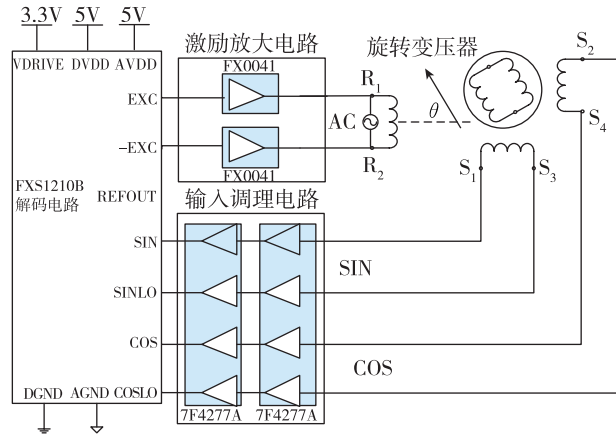 3.3V 5V 5V
VDRIVE DVDD AVDD
激励放大电路
旋转变压器
FX0041
EXC
R1
AC
θ
S2
S4
-EXC
FX0041
R2
S1 S3
FXS1210B
解码电路
REFOUT
输入调理电路
SIN
SIN
SINLO
COS
COS
DGND AGND COSLO
7F4277A 7F4277A